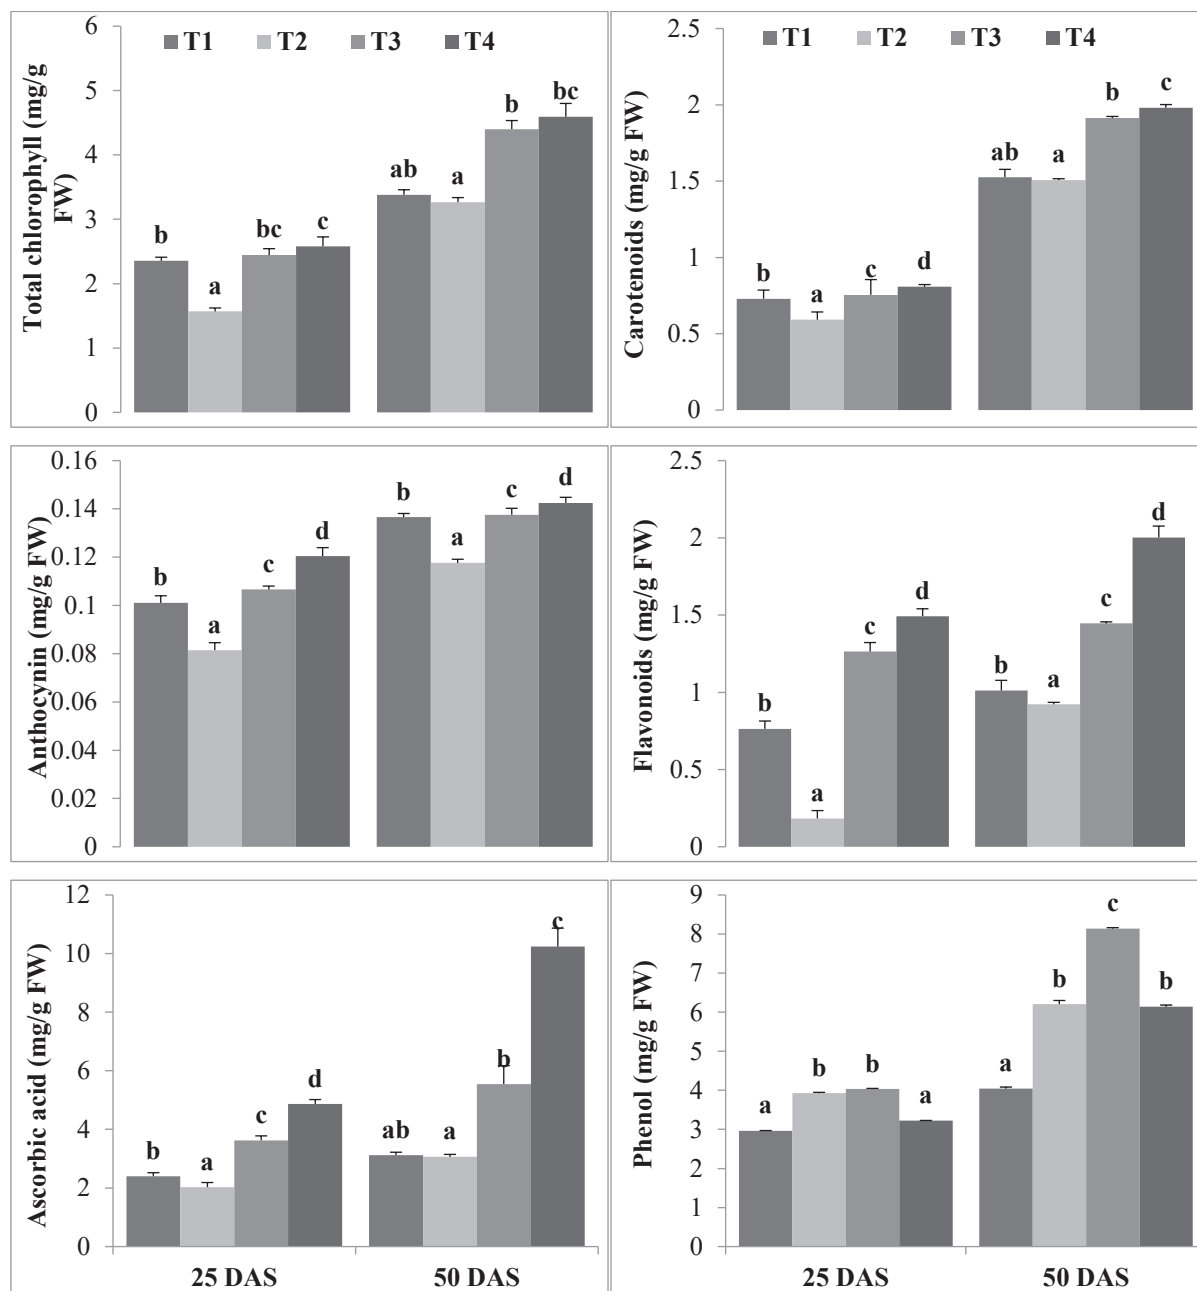 Total chlorophyll (mg/g
FW)
6
5
4
3
2
1
0
T1 T2 T3 T4
b a bc c ab a b bc
Carotenoids (mg/g FW)
2.5
2
1.5
1
0.5
0
T1 T2 T3 T4
b a c d ab a b c
Anthocynin (mg/g FW)
0.16
0.14
0.12
0.1
0.08
0.06
0.04
0.02
0
b a c d b a c d
Flavonoids (mg/g FW)
2.5
2
1.5
1
0.5
0
b a c d b a c d
Ascorbic acid (mg/g FW)
12
10
8
6
4
2
0
b a c d ab a b c
25 DAS 50 DAS
Phenol (mg/g FW)
9
8
7
6
5
4
3
2
1
0
a b b a a b c b
25 DAS 50 DAS